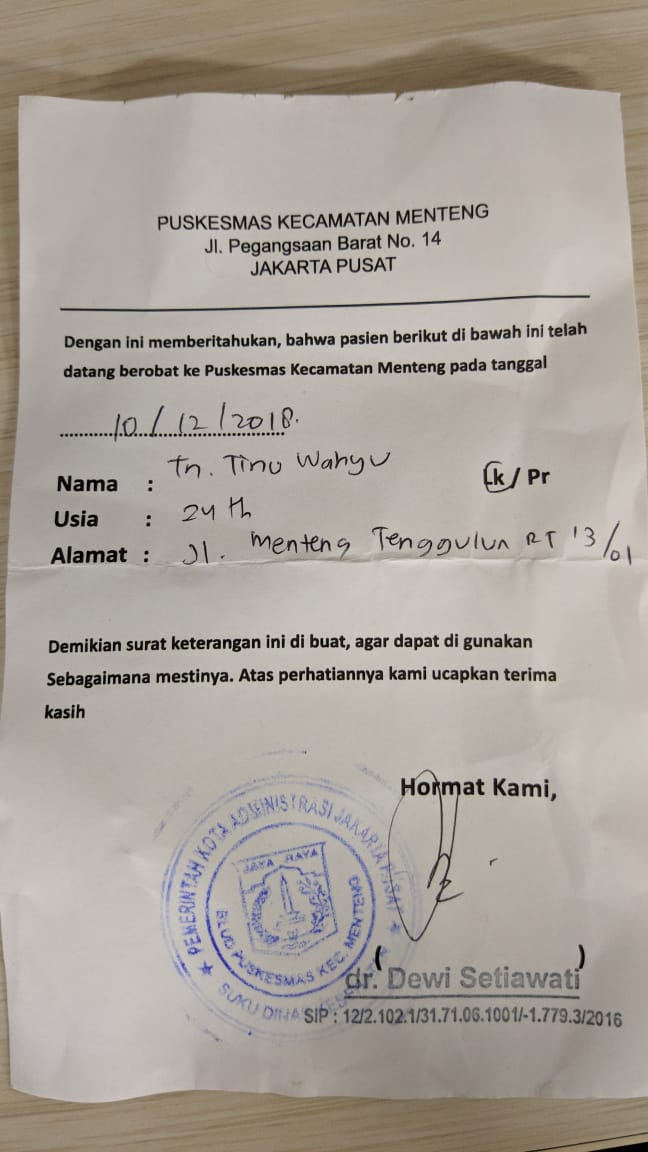 PUSKESMAS KECAMATAN MENTENG
Jl. Pegangsaan Barat No. 14
JAKARTA PUSAT
Dengan ini memberitahukan, bahwa pasien berikut di bawah ini telah
datang berobat ke Puskesmas Kecamatan Menteng pada tanggal
10/12/2018.
Nama : Tn. Tino Wahyu Lk / Pr
Usia : 24 th
Alamat : Jl. Menteng Tenggulun RT 13/01
Demikian surat keterangan ini di buat, agar dapat di gunakan
Sebagaimana mestinya. Atas perhatiannya kami ucapkan terima
kasih
Hormat Kami,
PEMERINTAH KOTA ADMINISTRASI JAKARTA PUSAT
JAYA RAYA
BLUD PUSKESMAS KEC. MENTENG
SUKU DINAS KESEHATAN
(dr. Dewi Setiawati)
SIP : 12/2.102.1/31.71.06.1001/-1.779.3/2016